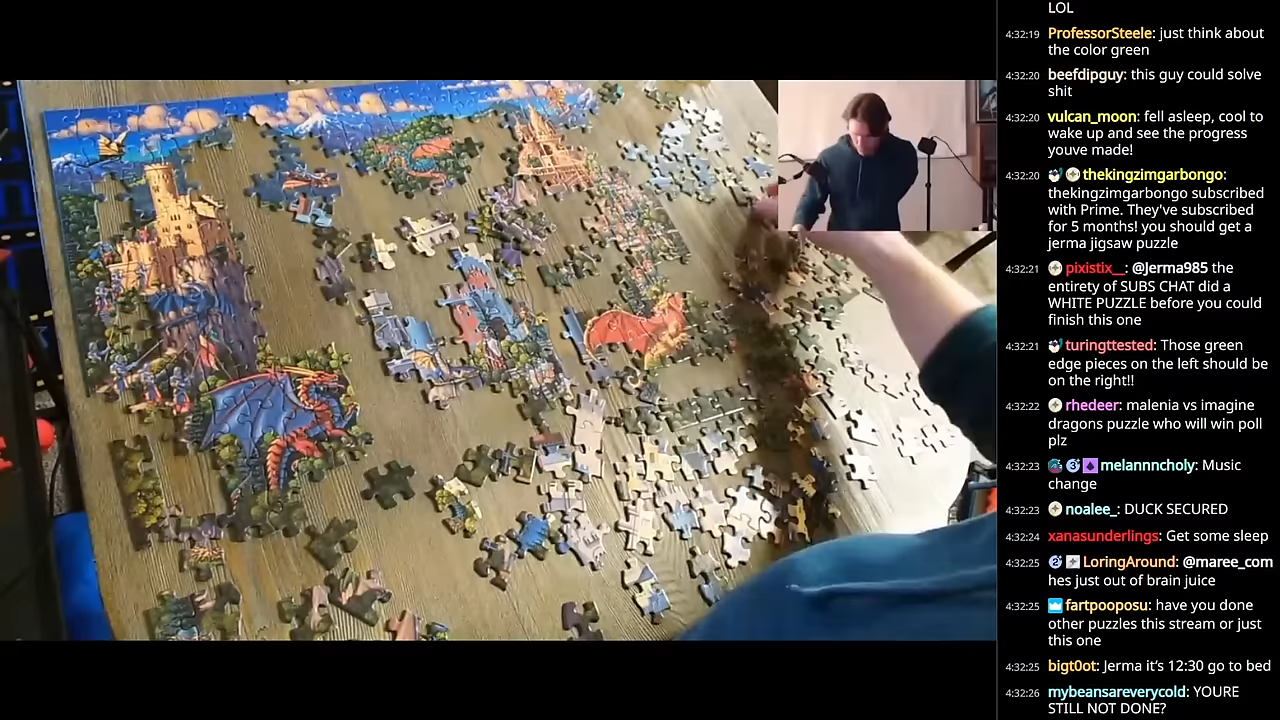 LOL
4:32:19 ProfessorSteele: just think about
the color green
4:32:20 beefdipguy: this guy could solve
shit
4:32:20 vulcan_moon: fell asleep, cool to
wake up and see the progress
youve made!
4:32:20 thekingzimgarbongo:
thekingzimgarbongo subscribed
with Prime. They've subscribed
for 5 months! you should get a
jerma jigsaw puzzle
4:32:21 pixistix__: @Jerma985 the
entirety of SUBS CHAT did a
WHITE PUZZLE before you could
finish this one
4:32:21 turingttested: Those green
edge pieces on the left should be
on the right!!
4:32:22 rhedeer: malenia vs imagine
dragons puzzle who will win poll
plz
4:32:23 melannncholy: Music
change
4:32:23 noalee_: DUCK SECURED
4:32:24 xanasunderlings: Get some sleep
4:32:25 LoringAround: @maree_com
hes just out of brain juice
4:32:25 fartpooposu: have you done
other puzzles this stream or just
this one
4:32:25 bigt0ot: Jerma it's 12:30 go to bed
4:32:26 mybeansareverycold: YOURE
STILL NOT DONE?